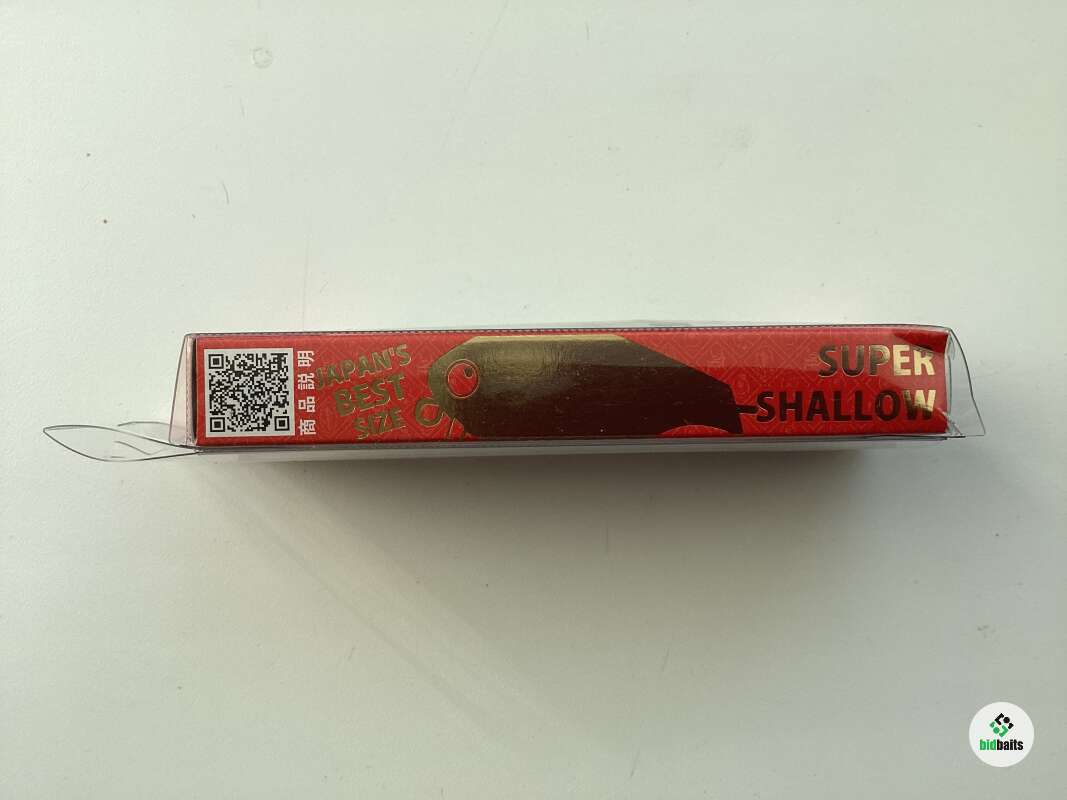 商品説明
JAPAN'S
BEST
SIZE
SUPER
SHALLOW
bidbaits